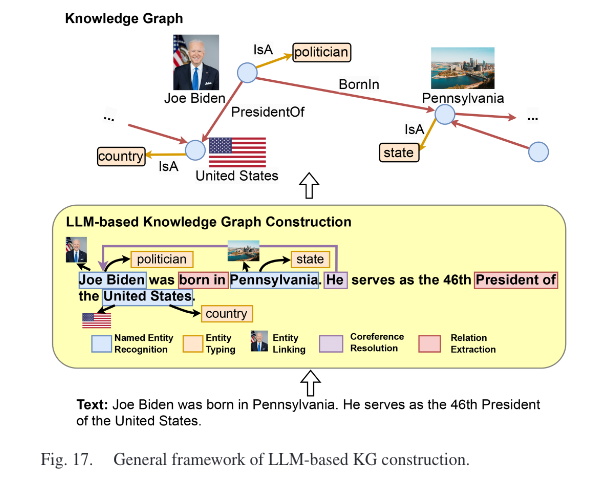 Knowledge Graph
IsA
politician
Joe Biden
BornIn
Pennsylvania
PresidentOf
...
...
IsA
country
IsA
state
United States
LLM-based Knowledge Graph Construction
politician
state
Joe Biden was born in Pennsylvania. He serves as the 46th President of
the United States.
country
Named Entity
Recognition
Entity
Typing
Entity
Linking
Coreference
Resolution
Relation
Extraction
Text: Joe Biden was born in Pennsylvania. He serves as the 46th President
of the United States.
Fig. 17. General framework of LLM-based KG construction.